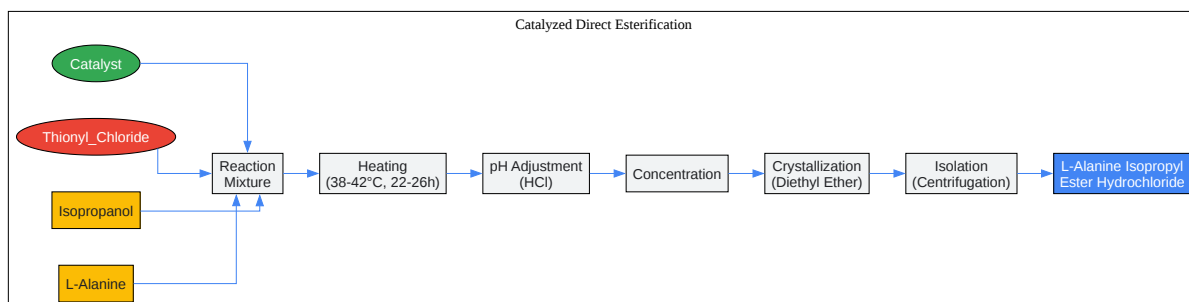 Catalyzed Direct Esterification
Catalyst
Thionyl_Chloride
Reaction
Mixture
Heating
(38-42°C, 22-26h)
pH Adjustment
(HCl)
Concentration
Crystallization
(Diethyl Ether)
Isolation
(Centrifugation)
L-Alanine Isopropyl
Ester Hydrochloride
Isopropanol
L-Alanine